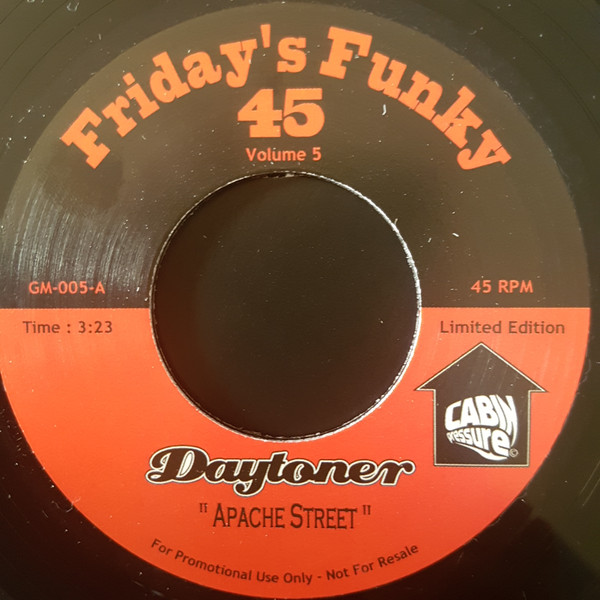 Friday's Funky
45
Volume 5
GM-005-A
45 RPM
Time : 3:23
Limited Edition
CABIN
Pressure ©
Daytoner
" APACHE STREET "
For Promotional Use Only - Not For Resale